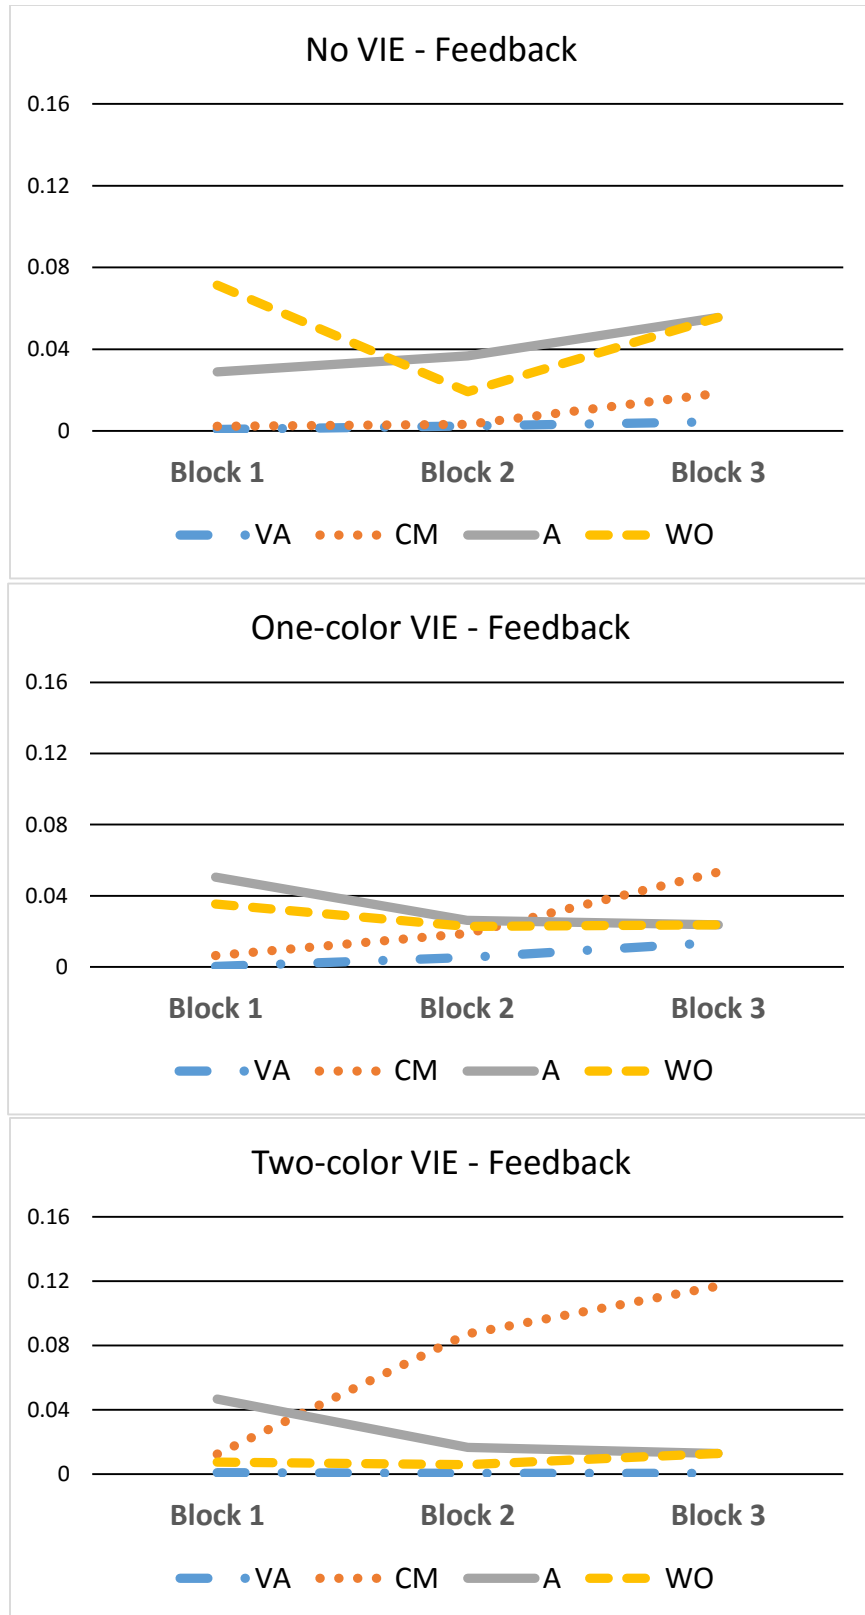 No VIE - Feedback
0.16
0.12
0.08
0.04
0
Block 1 Block 2 Block 3
VA CM A WO
One-color VIE - Feedback
0.16
0.12
0.08
0.04
0
Block 1 Block 2 Block 3
VA CM A WO
Two-color VIE - Feedback
0.16
0.12
0.08
0.04
0
Block 1 Block 2 Block 3
VA CM A WO